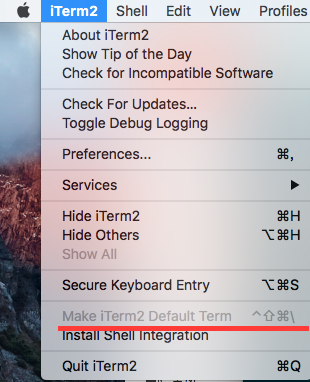 iTerm2 Shell Edit View Profiles
About iTerm2
Show Tip of the Day
Check for Incompatible Software
Check For Updates...
Toggle Debug Logging
Preferences... ⌘,
Services ▶
Hide iTerm2 ⌘H
Hide Others ⌥⌘H
Show All
Secure Keyboard Entry ⌥⌘S
Make iTerm2 Default Term ^⇧⌘\
Install Shell Integration
Quit iTerm2 ⌘Q